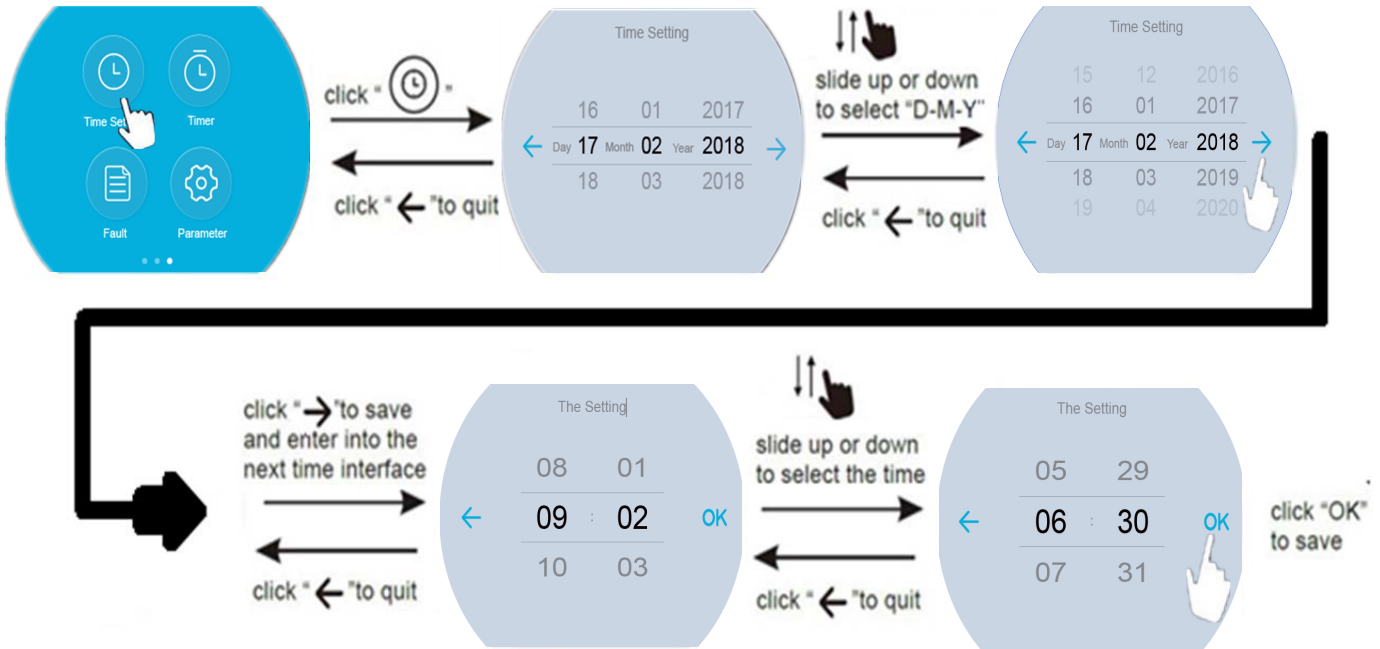 Time Set
Timer
Fault
Parameter
click “ ”
click “ ← ”to quit
Time Setting
16 01 2017
← Day 17 Month 02 Year 2018 →
18 03 2018
slide up or down
to select “D-M-Y”
click “ ← ”to quit
Time Setting
15 12 2016
16 01 2017
← Day 17 Month 02 Year 2018 →
18 03 2019
19 04 2020
click “ → ”to save
and enter into the
next time interface
click “ ← ”to quit
The Setting
08 01
← 09 : 02 OK
10 03
slide up or down
to select the time
click “ ← ”to quit
The Setting
05 29
← 06 : 30 OK
07 31
click “OK”
to save